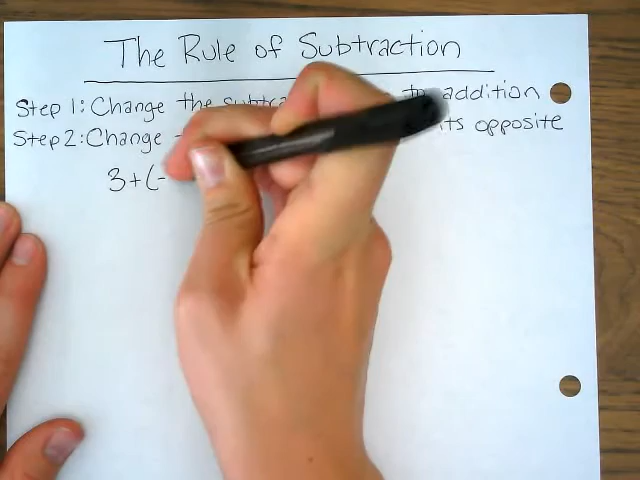 The Rule of Subtraction
Step 1: Change the subtra to addition
Step 2: Change its opposite
3+(-